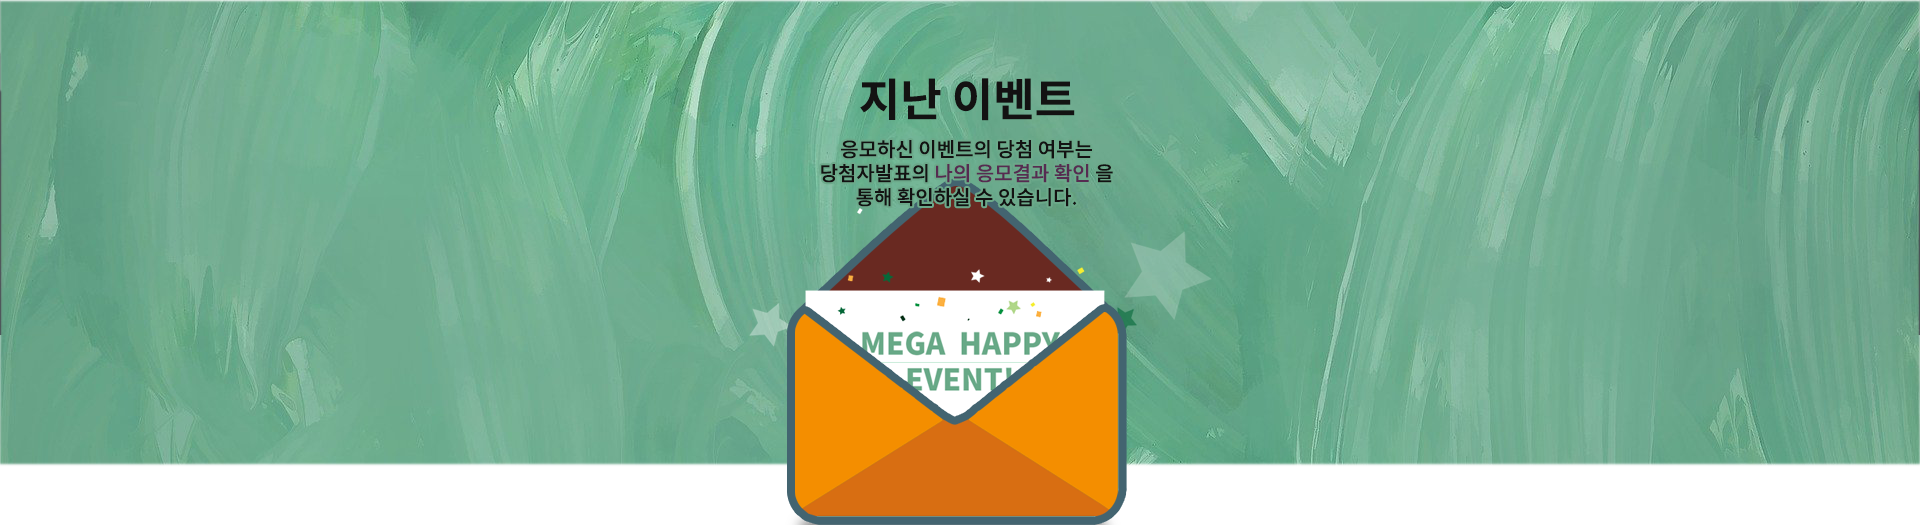 지난 이벤트
응모하신 이벤트의 당첨 여부는
당첨자발표의 나의 응모결과 확인 을
통해 확인하실 수 있습니다.
MEGA HAPPY
EVENT!